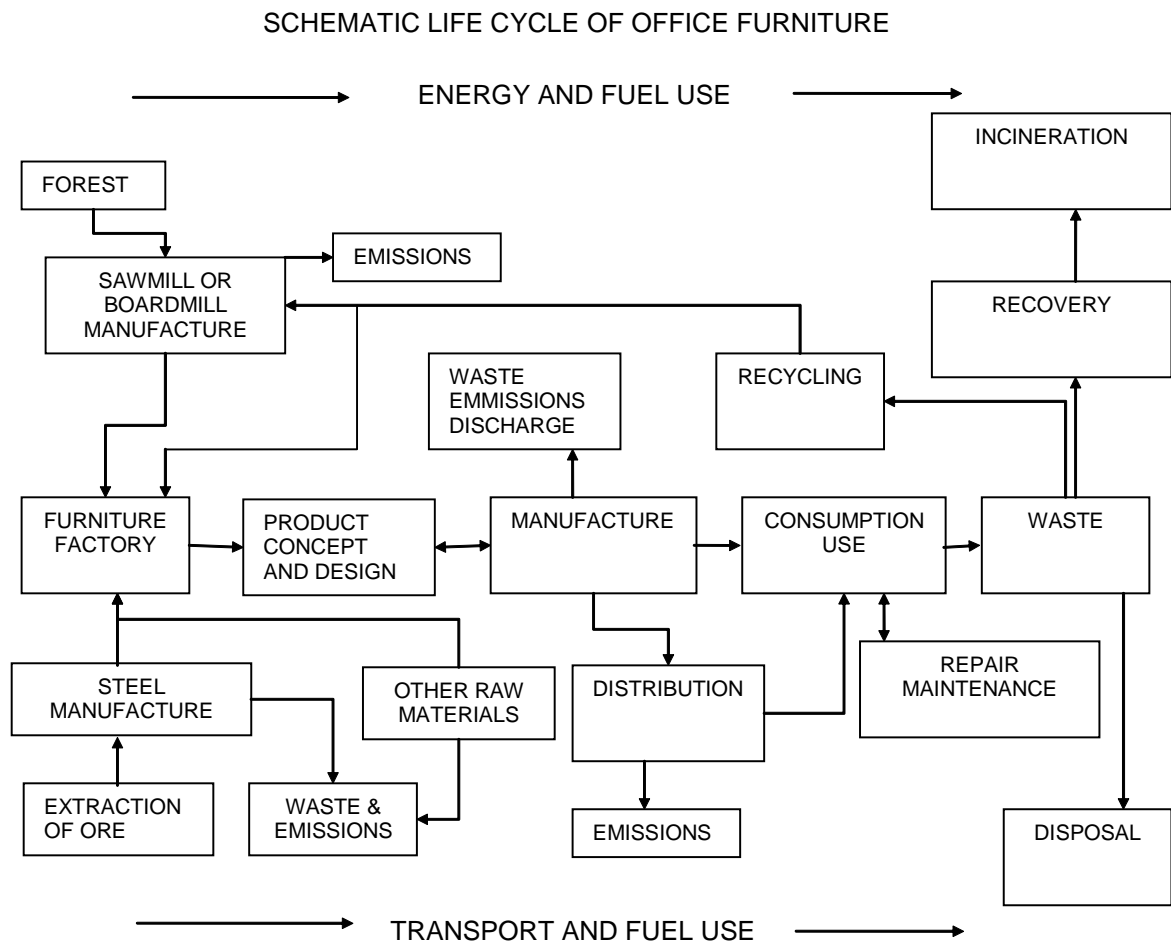 SCHEMATIC LIFE CYCLE OF OFFICE FURNITURE
ENERGY AND FUEL USE
INCINERATION
FOREST
EMISSIONS
SAWMILL OR
BOARDMILL
MANUFACTURE
RECOVERY
WASTE
EMMISSIONS
DISCHARGE
RECYCLING
FURNITURE
FACTORY
PRODUCT
CONCEPT
AND DESIGN
MANUFACTURE
CONSUMPTION
USE
WASTE
STEEL
MANUFACTURE
OTHER RAW
MATERIALS
DISTRIBUTION
REPAIR
MAINTENANCE
EXTRACTION
OF ORE
WASTE &
EMISSIONS
EMISSIONS
DISPOSAL
TRANSPORT AND FUEL USE